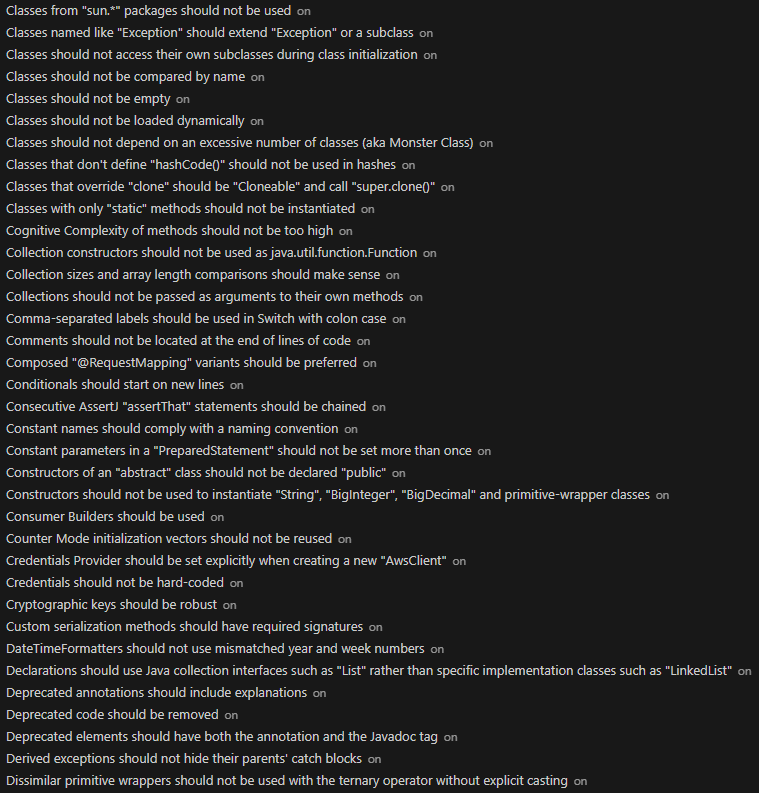 Classes from "sun.*" packages should not be used on
Classes named like "Exception" should extend "Exception" or a subclass on
Classes should not access their own subclasses during class initialization on
Classes should not be compared by name on
Classes should not be empty on
Classes should not be loaded dynamically on
Classes should not depend on an excessive number of classes (aka Monster Class) on
Classes that don't define "hashCode()" should not be used in hashes on
Classes that override "clone" should be "Cloneable" and call "super.clone()" on
Classes with only "static" methods should not be instantiated on
Cognitive Complexity of methods should not be too high on
Collection constructors should not be used as java.util.function.Function on
Collection sizes and array length comparisons should make sense on
Collections should not be passed as arguments to their own methods on
Comma-separated labels should be used in Switch with colon case on
Comments should not be located at the end of lines of code on
Composed "@RequestMapping" variants should be preferred on
Conditionals should start on new lines on
Consecutive AssertJ "assertThat" statements should be chained on
Constant names should comply with a naming convention on
Constant parameters in a "PreparedStatement" should not be set more than once on
Constructors of an "abstract" class should not be declared "public" on
Constructors should not be used to instantiate "String", "BigInteger", "BigDecimal" and primitive-wrapper classes on
Consumer Builders should be used on
Counter Mode initialization vectors should not be reused on
Credentials Provider should be set explicitly when creating a new "AwsClient" on
Credentials should not be hard-coded on
Cryptographic keys should be robust on
Custom serialization methods should have required signatures on
DateTimeFormatters should not use mismatched year and week numbers on
Declarations should use Java collection interfaces such as "List" rather than specific implementation classes such as "LinkedList" on
Deprecated annotations should include explanations on
Deprecated code should be removed on
Deprecated elements should have both the annotation and the Javadoc tag on
Derived exceptions should not hide their parents' catch blocks on
Dissimilar primitive wrappers should not be used with the ternary operator without explicit casting on